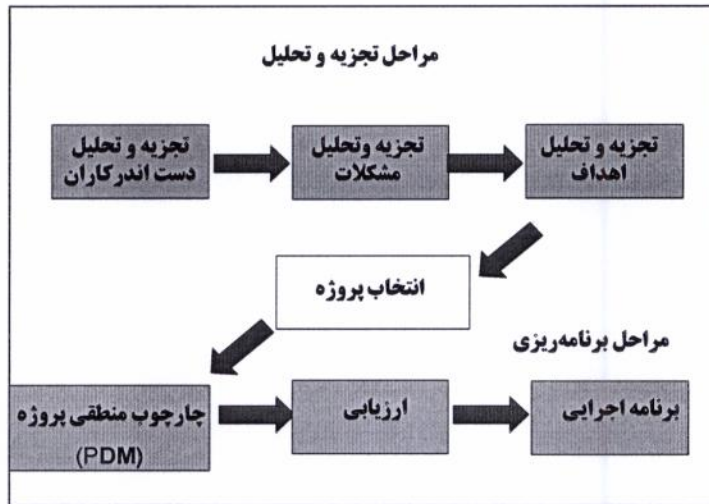 مراحل تجزیه و تحلیل
تجزیه و تحلیل
دست اندرکاران
تجزیه وتحلیل
مشکلات
تجزیه و تحلیل
اهداف
انتخاب پروژه
مراحل برنامه‌ریزی
چارچوب منطقی پروژه
(PDM)
ارزیابی
برنامه اجرایی